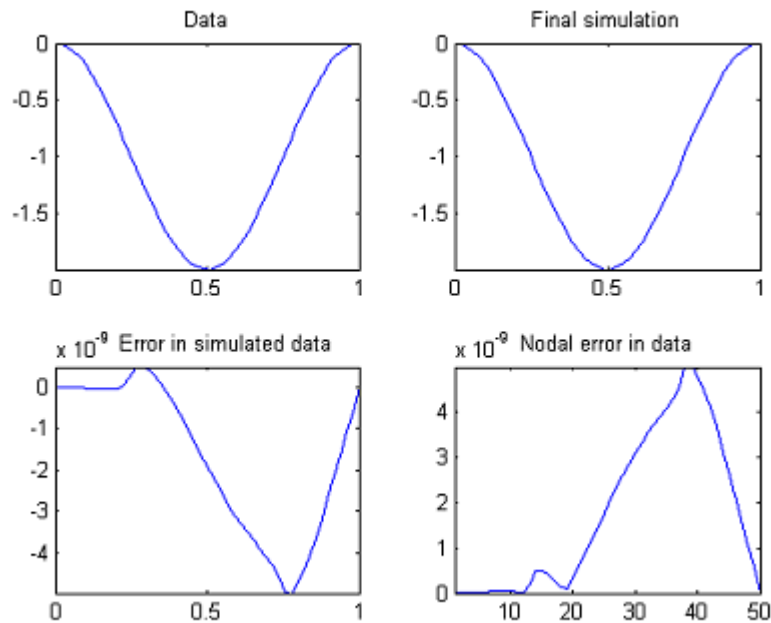 Data
0
-0.5
-1
-1.5
0 0.5 1
Final simulation
0
-0.5
-1
-1.5
0 0.5 1
x 10^-9 Error in simulated data
0
-1
-2
-3
-4
0 0.5 1
x 10^-9 Nodal error in data
4
3
2
1
0
10 20 30 40 50